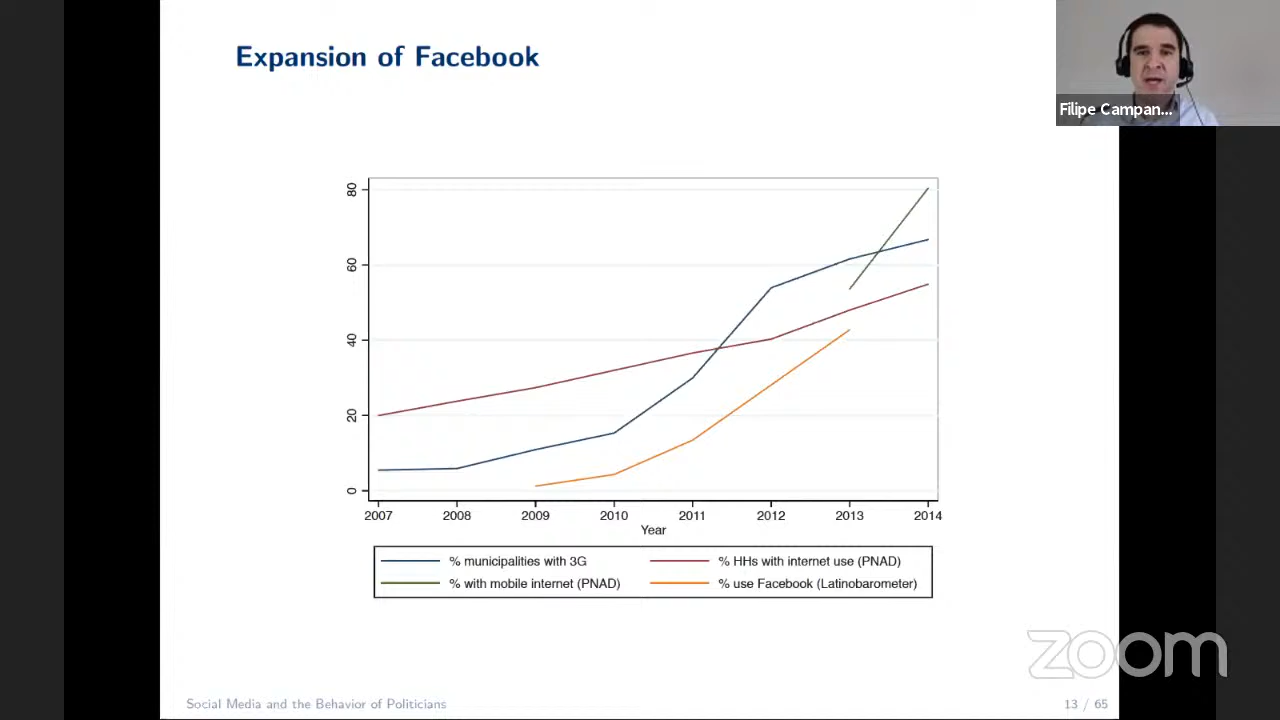 Expansion of Facebook
Filipe Campan...
80
60
40
20
0
2007 2008 2009 2010 2011 2012 2013 2014
Year
% municipalities with 3G % HHs with internet use (PNAD)
% with mobile internet (PNAD) % use Facebook (Latinobarometer)
zoom
Social Media and the Behavior of Politicians 13 / 65